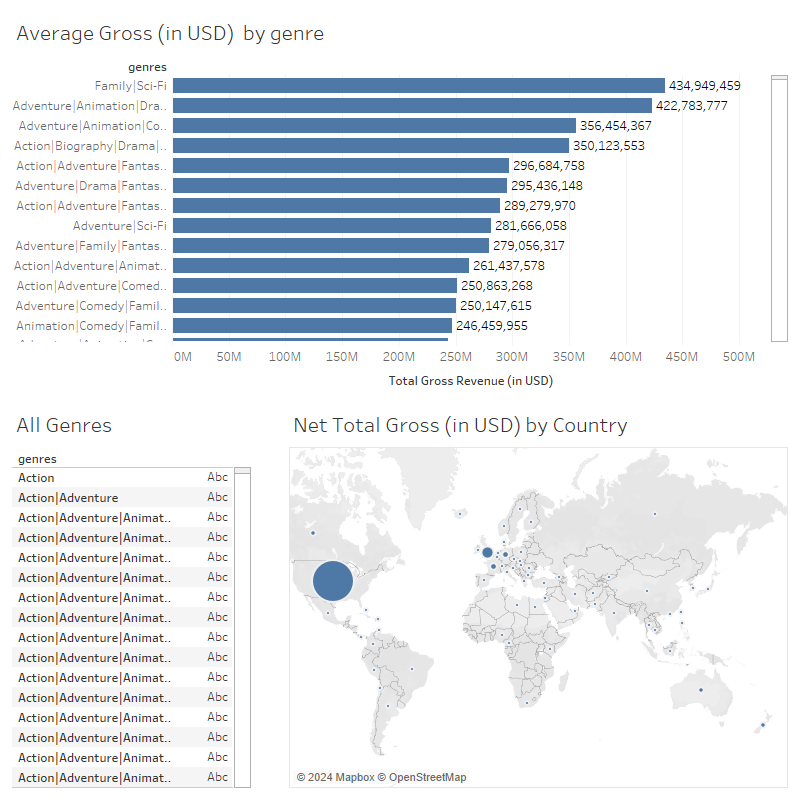 Average Gross (in USD)  by genre
genres
Family|Sci-Fi 434,949,459
Adventure|Animation|Dra.. 422,783,777
Adventure|Animation|Co.. 356,454,367
Action|Biography|Drama|.. 350,123,553
Action|Adventure|Fantas.. 296,684,758
Adventure|Drama|Fantas.. 295,436,148
Action|Adventure|Fantas.. 289,279,970
Adventure|Sci-Fi 281,666,058
Adventure|Family|Fantas.. 279,056,317
Action|Adventure|Animat.. 261,437,578
Action|Adventure|Comed.. 250,863,268
Adventure|Comedy|Famil.. 250,147,615
Animation|Comedy|Famil.. 246,459,955
0M 50M 100M 150M 200M 250M 300M 350M 400M 450M 500M
Total Gross Revenue (in USD)
All Genres
genres
Action Abc
Action|Adventure Abc
Action|Adventure|Animat.. Abc
Action|Adventure|Animat.. Abc
Action|Adventure|Animat.. Abc
Action|Adventure|Animat.. Abc
Action|Adventure|Animat.. Abc
Action|Adventure|Animat.. Abc
Action|Adventure|Animat.. Abc
Action|Adventure|Animat.. Abc
Action|Adventure|Animat.. Abc
Action|Adventure|Animat.. Abc
Action|Adventure|Animat.. Abc
Action|Adventure|Animat.. Abc
Action|Adventure|Animat.. Abc
Action|Adventure|Animat.. Abc
Net Total Gross (in USD) by Country
© 2024 Mapbox © OpenStreetMap